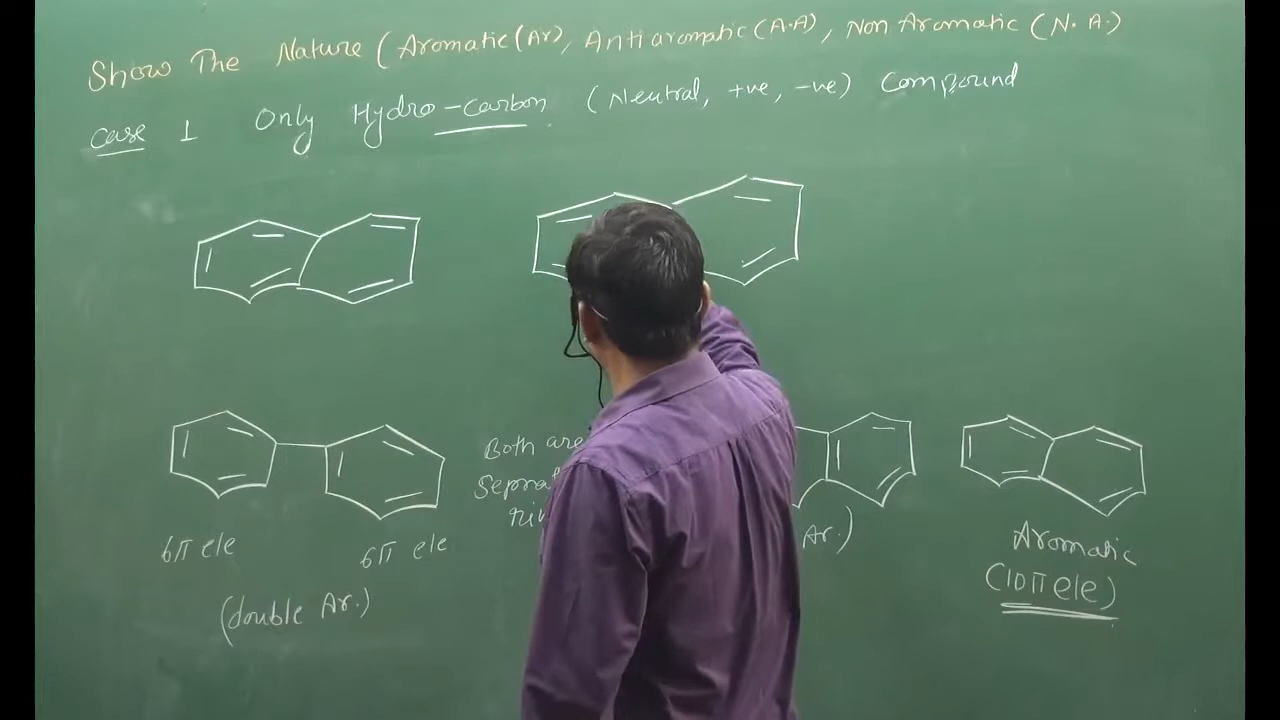 Show The Nature (Aromatic (Ar), Antiaromatic (A.A), Non Aromatic (N.A.)
Case 1 Only Hydro-carbon (Neutral, +ve, -ve) Compound
Both are
6π ele
6π ele
(double Ar.)
Ar.)
Aromatic
(10π ele)